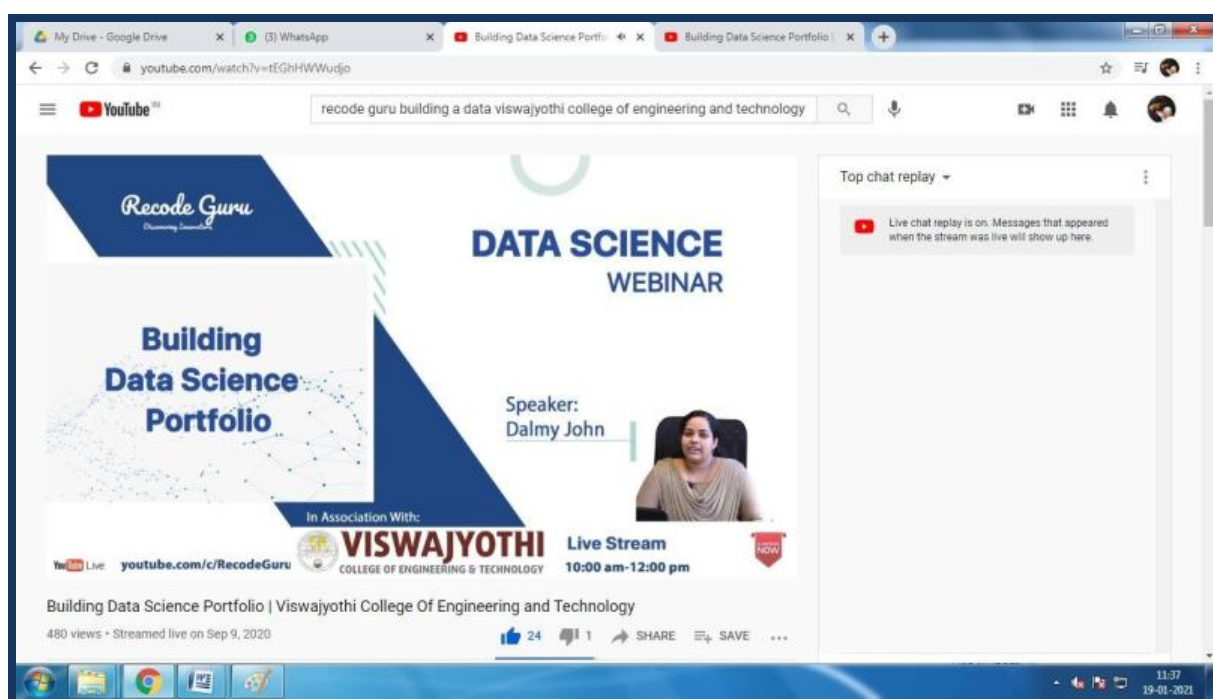 My Drive - Google Drive
(3) WhatsApp
Building Data Science Portfo
Building Data Science Portfolio |
youtube.com/watch?v=tEGhHWWudjo
YouTube IN
recode guru building a data viswajyothi college of engineering and technology
Recode Guru
DATA SCIENCE
WEBINAR
Building
Data Science
Portfolio
Speaker:
Dalmy John
In Association With:
VISWAJYOTHI
COLLEGE OF ENGINEERING & TECHNOLOGY
Live Stream
10:00 am-12:00 pm
NOW
YouTube Live youtube.com/c/RecodeGuru
Top chat replay
Live chat replay is on. Messages that appeared
when the stream was live will show up here.
Building Data Science Portfolio | Viswajyothi College Of Engineering and Technology
480 views • Streamed live on Sep 9, 2020
24 1 SHARE SAVE ...
11:37
19-01-2021